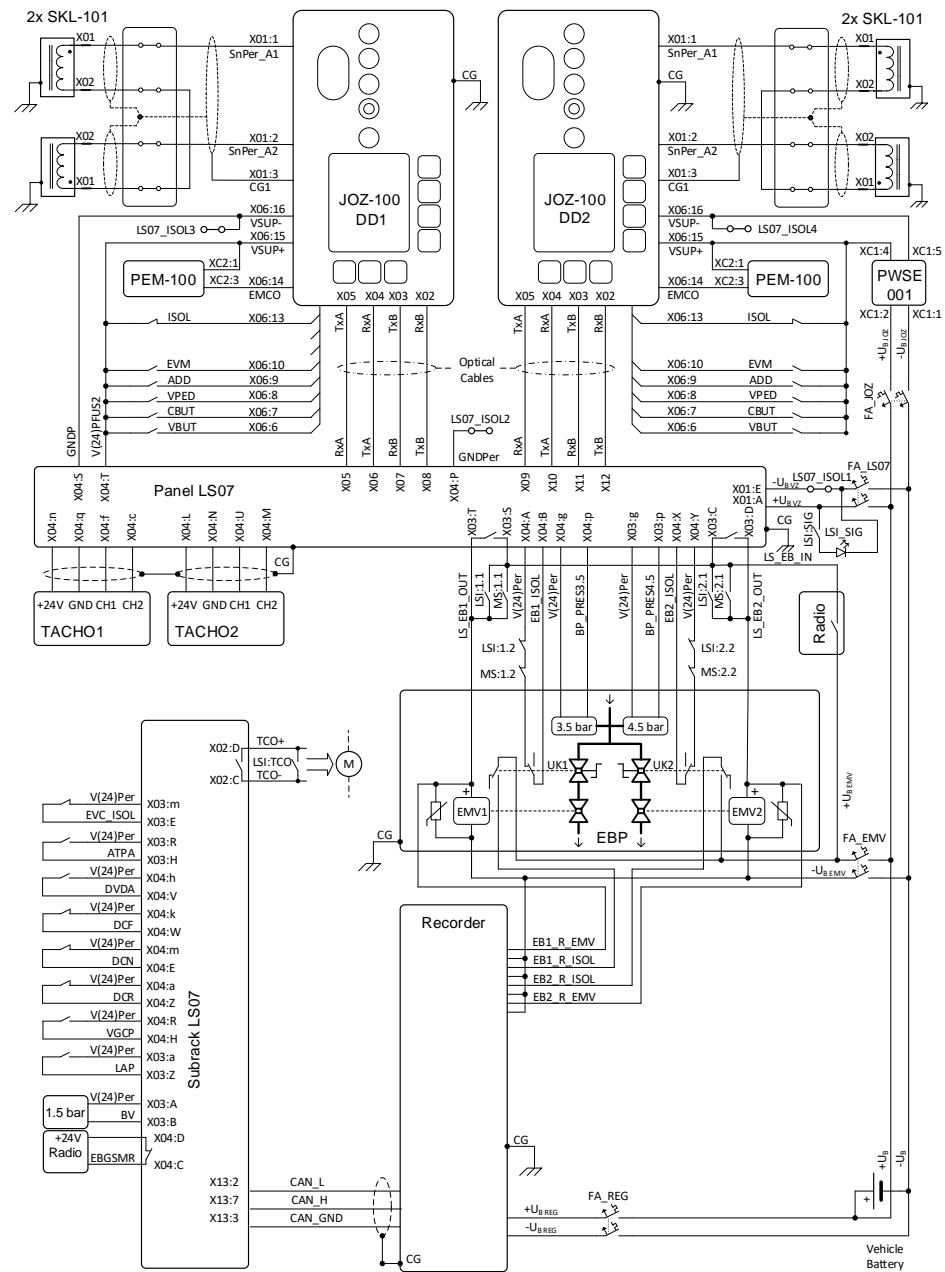 2x SKL-101
2x SKL-101
X01
X02
X02
X01
X01:1
SnPer_A1
X01:2
SnPer_A2
X01:3
CG1
X06:16
VSUP-
LS07_ISOL3
X06:15
VSUP+
XC2:1
XC2:3
PEM-100
X06:14
EMCO
JOZ-100
DD1
CG
X05 X04 X03 X02
JOZ-100
DD2
CG
X05 X04 X03 X02
X01:1
SnPer_A1
X01:2
SnPer_A2
X01:3
CG1
X06:16
VSUP-
LS07_ISOL4
X06:15
VSUP+
XC2:1
XC2:3
PEM-100
X06:14
EMCO
X01
X02
X02
X01
XC1:4
XC1:5
PWSE
001
XC1:2
XC1:1
+UBJOZ
-UBJOZ
FA_JOZ
ISOL X06:13
EVM X06:10
ADD X06:9
VPED X06:8
CBUT X06:7
VBUT X06:6
TxA RxA TxB RxB
Optical
Cables
TxA RxA TxB RxB
X06:13 ISOL
X06:10 EVM
X06:9 ADD
X06:8 VPED
X06:7 CBUT
X06:6 VBUT
GNDP
V(24)PFUS2
RxA TxA RxB TxB
LS07_ISOL2
GNDPer
RxA TxA RxB TxB
X04:S
X04:T
X05 X06 X07 X08
X04:P
X09 X10 X11 X12
Panel LS07
X01:E
X01:A
-UBVZ
+UBVZ
LS07_ISOL1
FA_LS07
CG
LSI:SIG
LSI_SIG
LS_EB_IN
X04:n X04:q X04:f X04:c
X04:L X04:N X04:U X04:M
CG
X03:T X03:S X04:A X04:B X04:g X04:p
X03:g X03:p X04:X X04:Y X03:C X03:D
+24V GND CH1 CH2
TACHO1
+24V GND CH1 CH2
TACHO2
LS_EB1_OUT
LSI:1.1
MS:1.1
V(24)Per
EB1_ISOL
V(24)Per
BP_PRES3.5
V(24)Per
BP_PRES4.5
EB2_ISOL
V(24)Per
LSI:2.1
MS:2.1
LS_EB2_OUT
LSI:1.2
MS:1.2
LSI:2.2
MS:2.2
Radio
3.5 bar
4.5 bar
UK1
UK2
+
EMV1
+
EMV2
EBP
CG
+UBEMV
FA_EMV
-UBEMV
X02:D
TCO+
LSI:TCO
X02:C
TCO-
M
V(24)Per X03:m
EVC_ISOL X03:E
V(24)Per X03:R
ATPA X03:H
V(24)Per X04:h
DVDA X04:V
V(24)Per X04:k
DCF X04:W
V(24)Per X04:m
DCN X04:E
V(24)Per X04:a
DCR X04:Z
V(24)Per X04:R
VGCP X04:H
V(24)Per X03:a
LAP X03:Z
1.5 bar
V(24)Per X03:A
BV X03:B
+24V X04:D
Radio
EBGSMR X04:C
Subrack LS07
X13:2
X13:7
X13:3
CAN_L
CAN_H
CAN_GND
CG
Recorder
EB1_R_EMV
EB1_R_ISOL
EB2_R_ISOL
EB2_R_EMV
CG
+UBREG
-UBREG
FA_REG
+UB
-UB
+
Vehicle
Battery